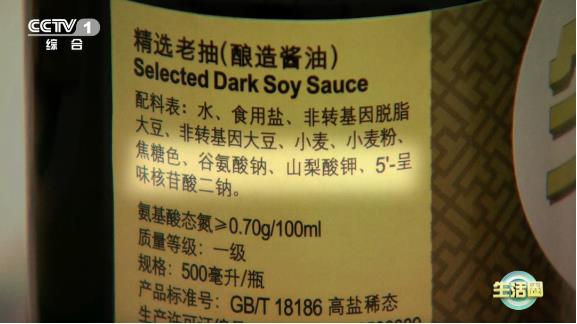 CCTV 1
综合
精选老抽(酿造酱油)
Selected Dark Soy Sauce
配料表：水、食用盐、非转基因脱脂
大豆、非转基因大豆、小麦、小麦粉、
焦糖色、谷氨酸钠、山梨酸钾、5'-呈
味核苷酸二钠。
氨基酸态氮≥0.70g/100ml
质量等级：一级
规格：500毫升/瓶
产品标准号：GB/T 18186 高盐稀态
生活圈